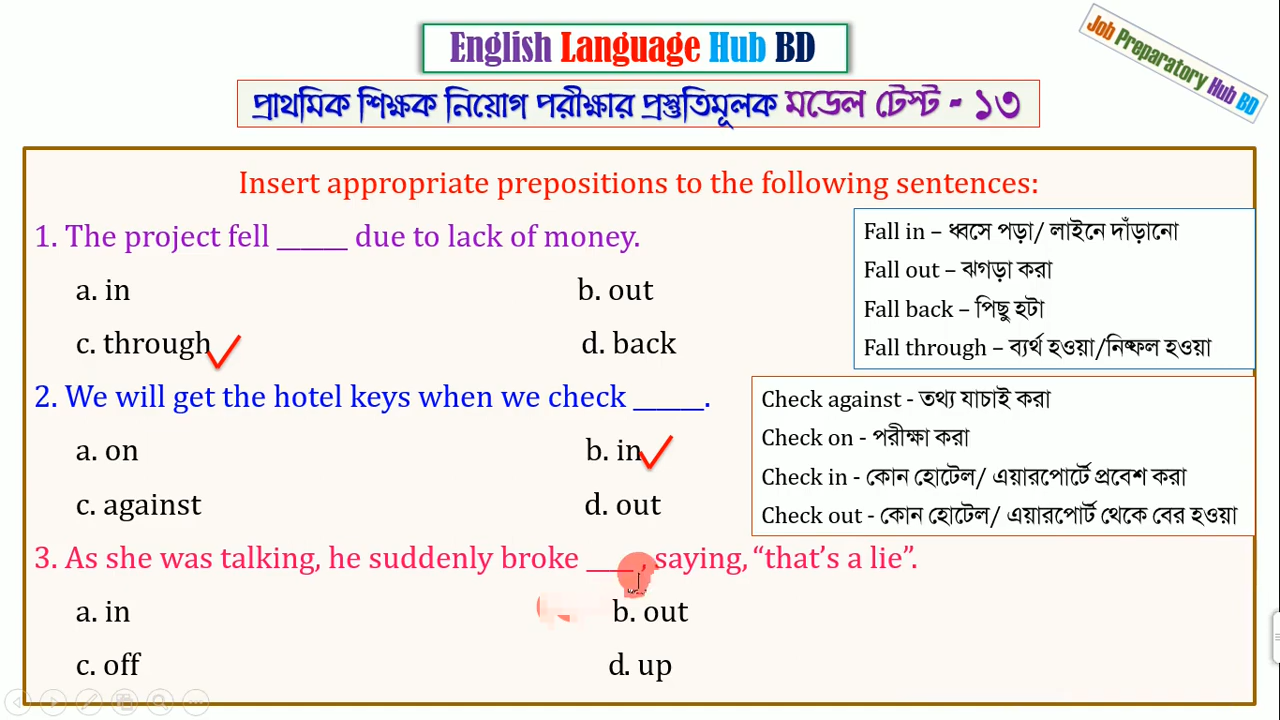 English Language Hub BD
Job Preparatory Hub BD
প্রাথমিক শিক্ষক নিয়োগ পরীক্ষার প্রস্তুতিমূলক মডেল টেস্ট - ১৩
Insert appropriate prepositions to the following sentences:
1. The project fell ______ due to lack of money.
a. in
b. out
c. through
d. back
Fall in – ধ্বসে পড়া/ লাইনে দাঁড়ানো
Fall out – ঝগড়া করা
Fall back – পিছু হটা
Fall through – ব্যর্থ হওয়া/নিষ্ফল হওয়া
2. We will get the hotel keys when we check ______.
a. on
b. in
c. against
d. out
Check against - তথ্য যাচাই করা
Check on - পরীক্ষা করা
Check in - কোন হোটেল/ এয়ারপোর্টে প্রবেশ করা
Check out - কোন হোটেল/ এয়ারপোর্ট থেকে বের হওয়া
3. As she was talking, he suddenly broke ____ , saying, “that’s a lie”.
a. in
b. out
c. off
d. up